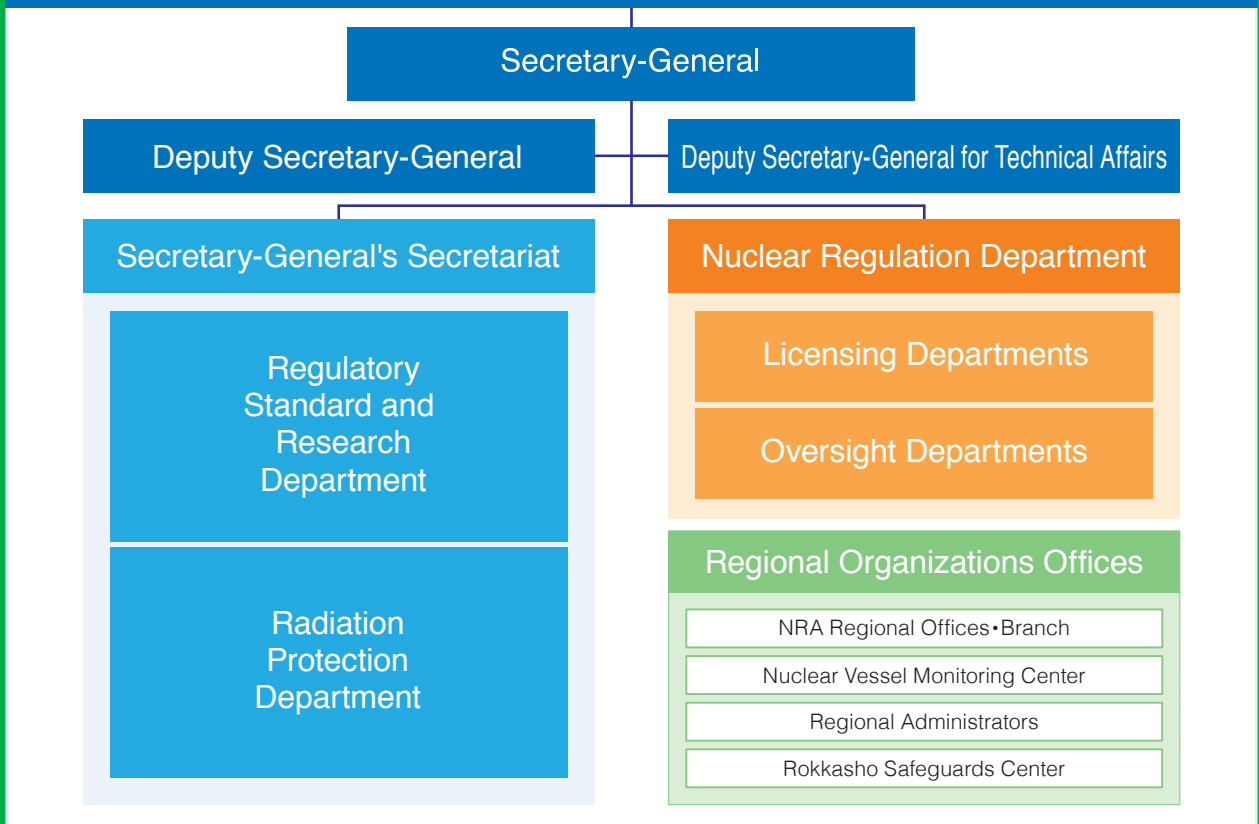 Secretary-General
Deputy Secretary-General
Deputy Secretary-General for Technical Affairs
Secretary-General's Secretariat
Regulatory
Standard and
Research
Department
Radiation
Protection
Department
Nuclear Regulation Department
Licensing Departments
Oversight Departments
Regional Organizations Offices
NRA Regional Offices・Branch
Nuclear Vessel Monitoring Center
Regional Administrators
Rokkasho Safeguards Center